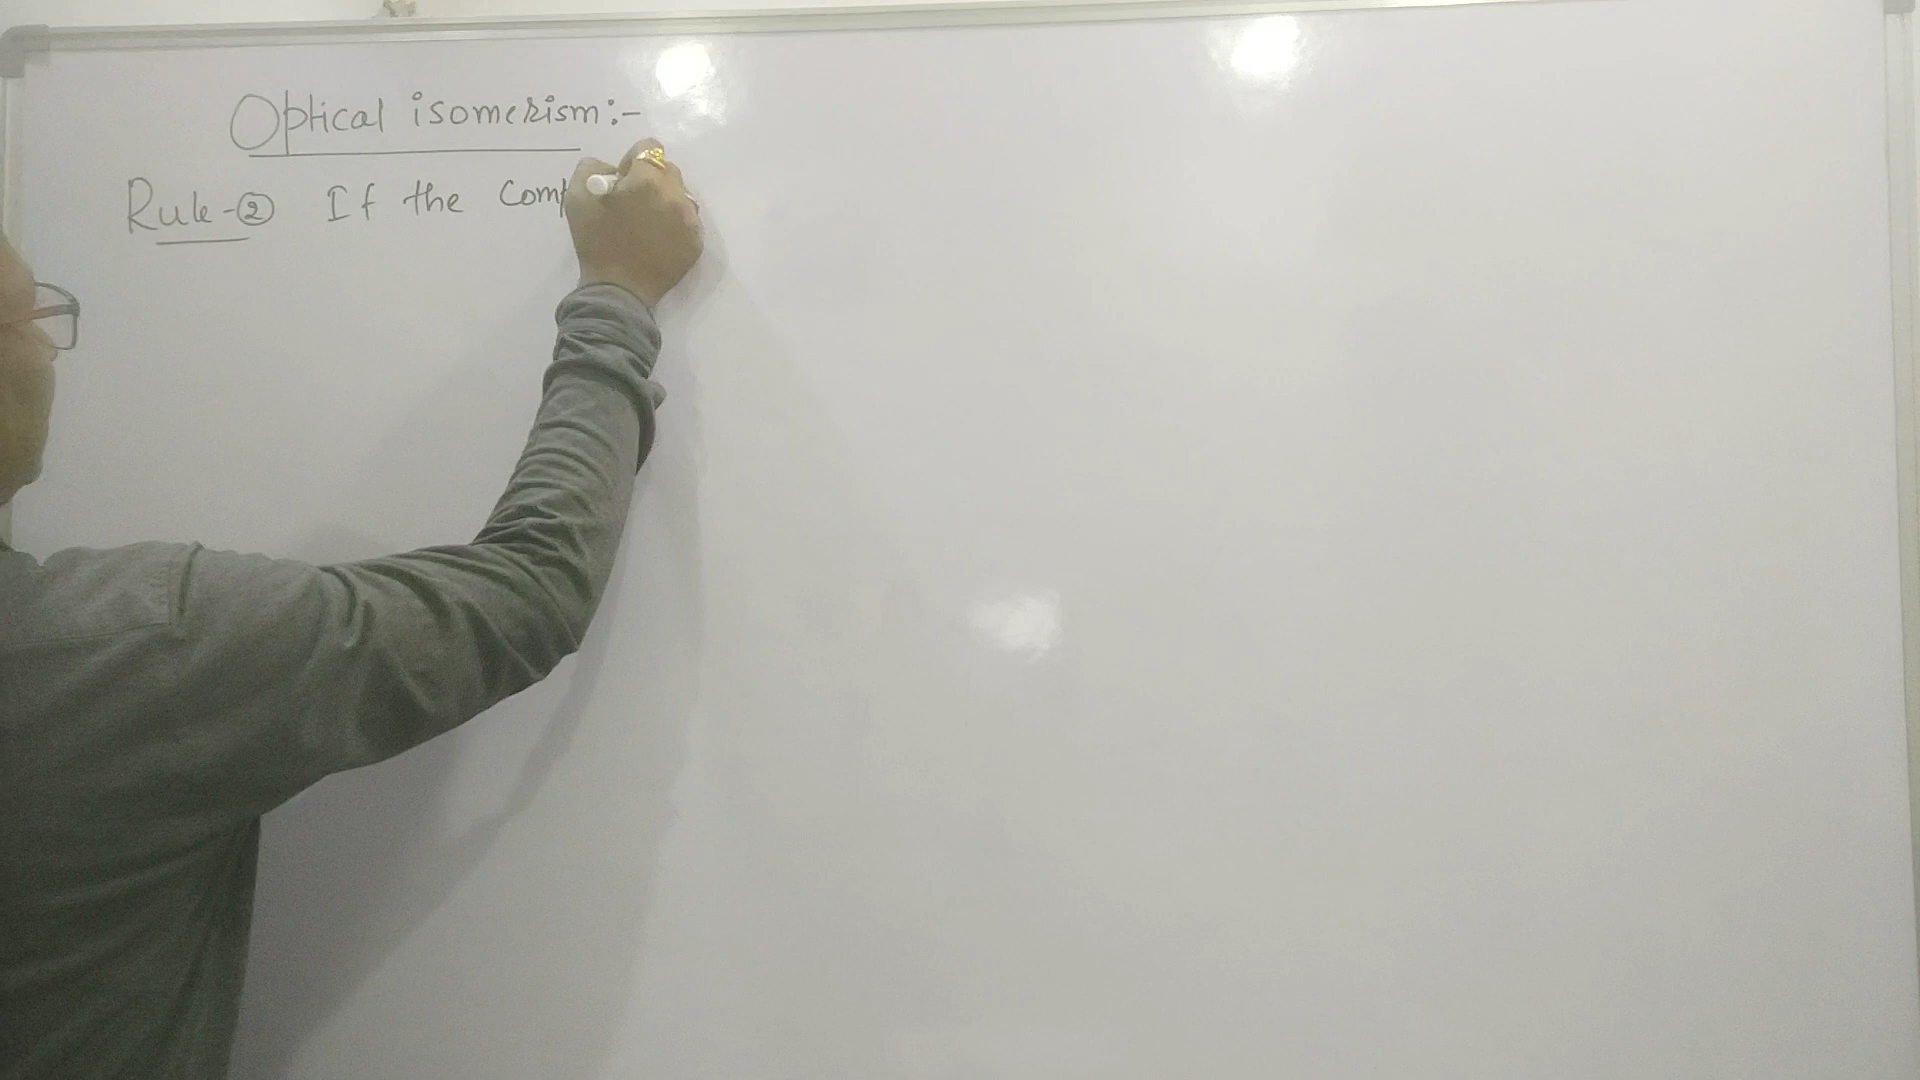 Optical isomerism:-
Rule-② If the Comp